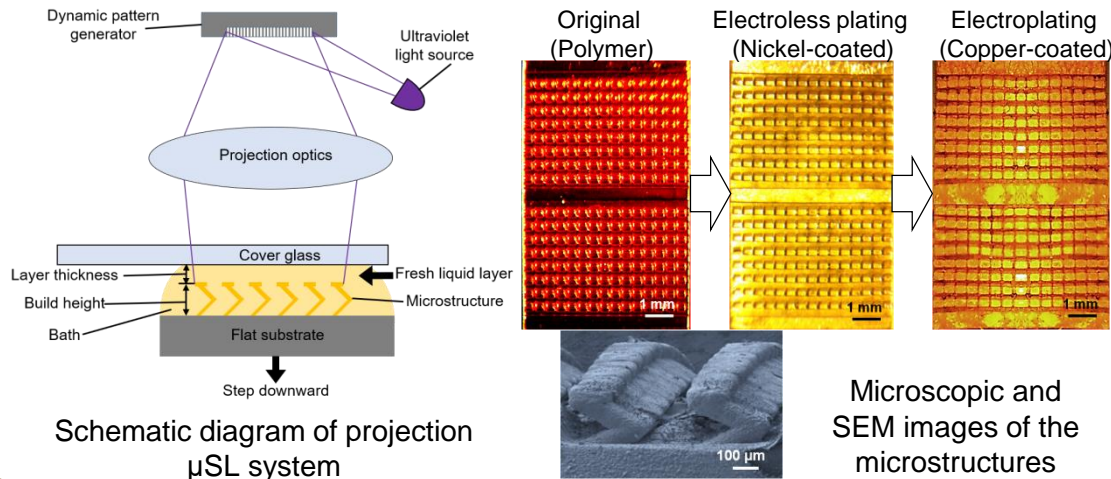 Dynamic pattern
generator
Ultraviolet
light source
Projection optics
Cover glass
Layer thickness
Fresh liquid layer
Build height
Microstructure
Bath
Flat substrate
Step downward
Schematic diagram of projection
µSL system
Original
(Polymer)
Electroless plating
(Nickel-coated)
Electroplating
(Copper-coated)
1 mm
1 mm
1 mm
100 µm
Microscopic and
SEM images of the
microstructures